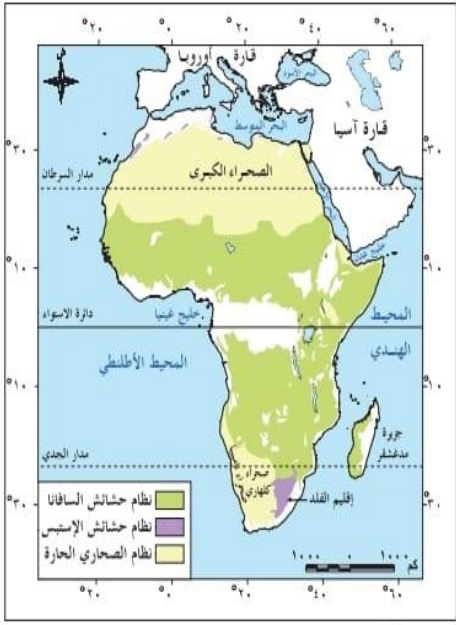 °٢٠ °٠ °٢٠ °٤٠ °٦٠
ش
قارة أوروبا
البحر الأسود
قارة آسيا
البحر المتوسط
°٣٠ °٣٠
الصحراء الكبرى
مدار السرطان
خليج عدن
°١٠ °١٠
خليج غينيا
دائرة الاستواء
المحيط
الهندي
المحيط الأطلنطي
°١٠ °١٠
جزيرة
مدغشقر
مدار الجدي
صحراء
كلهاري
إقليم الفلد
°٣٠ °٣٠
نظام حشائش السافانا
نظام حشائش الإستبس
نظام الصحاري الحارة
١٠٠٠ ٠ ١٠٠٠ كم
°٢٠ °٠ °٢٠ °٤٠ °٦٠